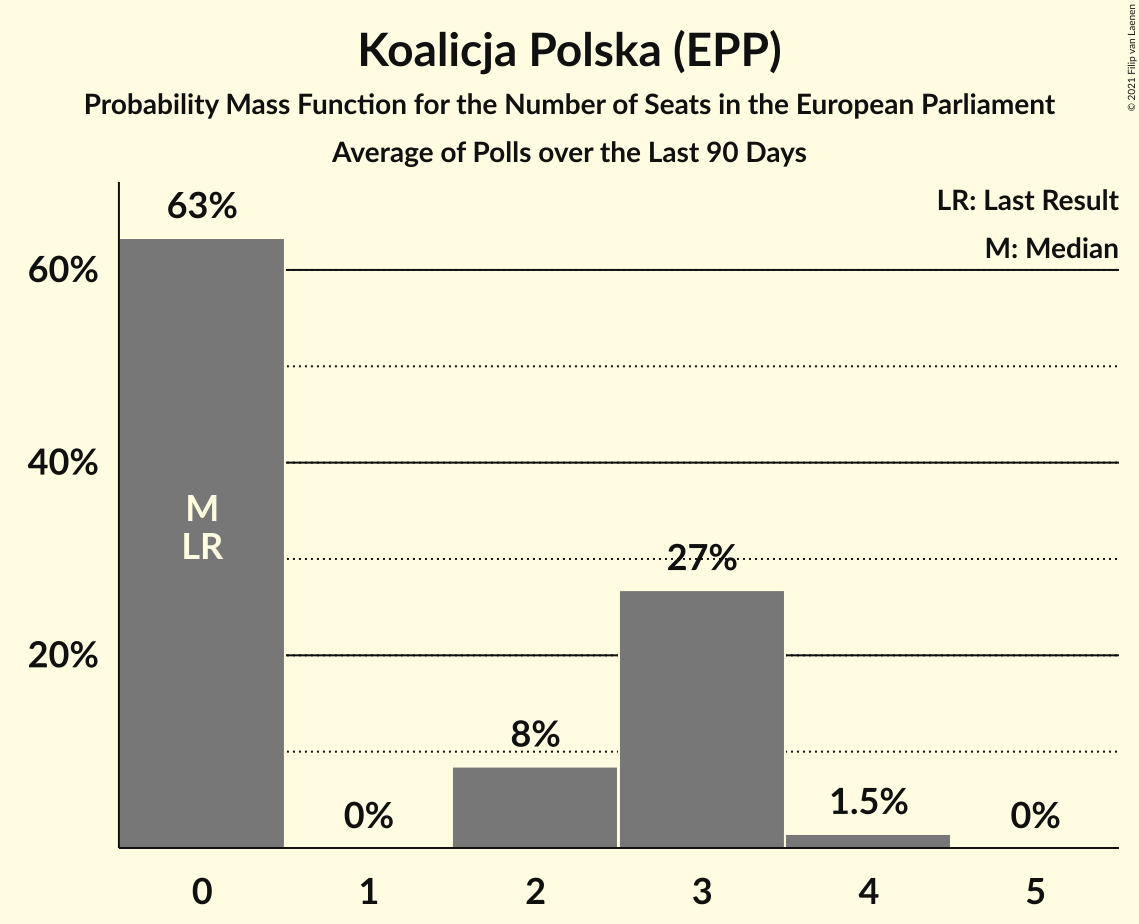 Koalicja Polska (EPP)
Probability Mass Function for the Number of Seats in the European Parliament
Average of Polls over the Last 90 Days
© 2021 Filip van Laenen
LR: Last Result
M: Median
63%
60%
40%
20%
M
LR
0%
8%
27%
1.5%
0%
0
1
2
3
4
5